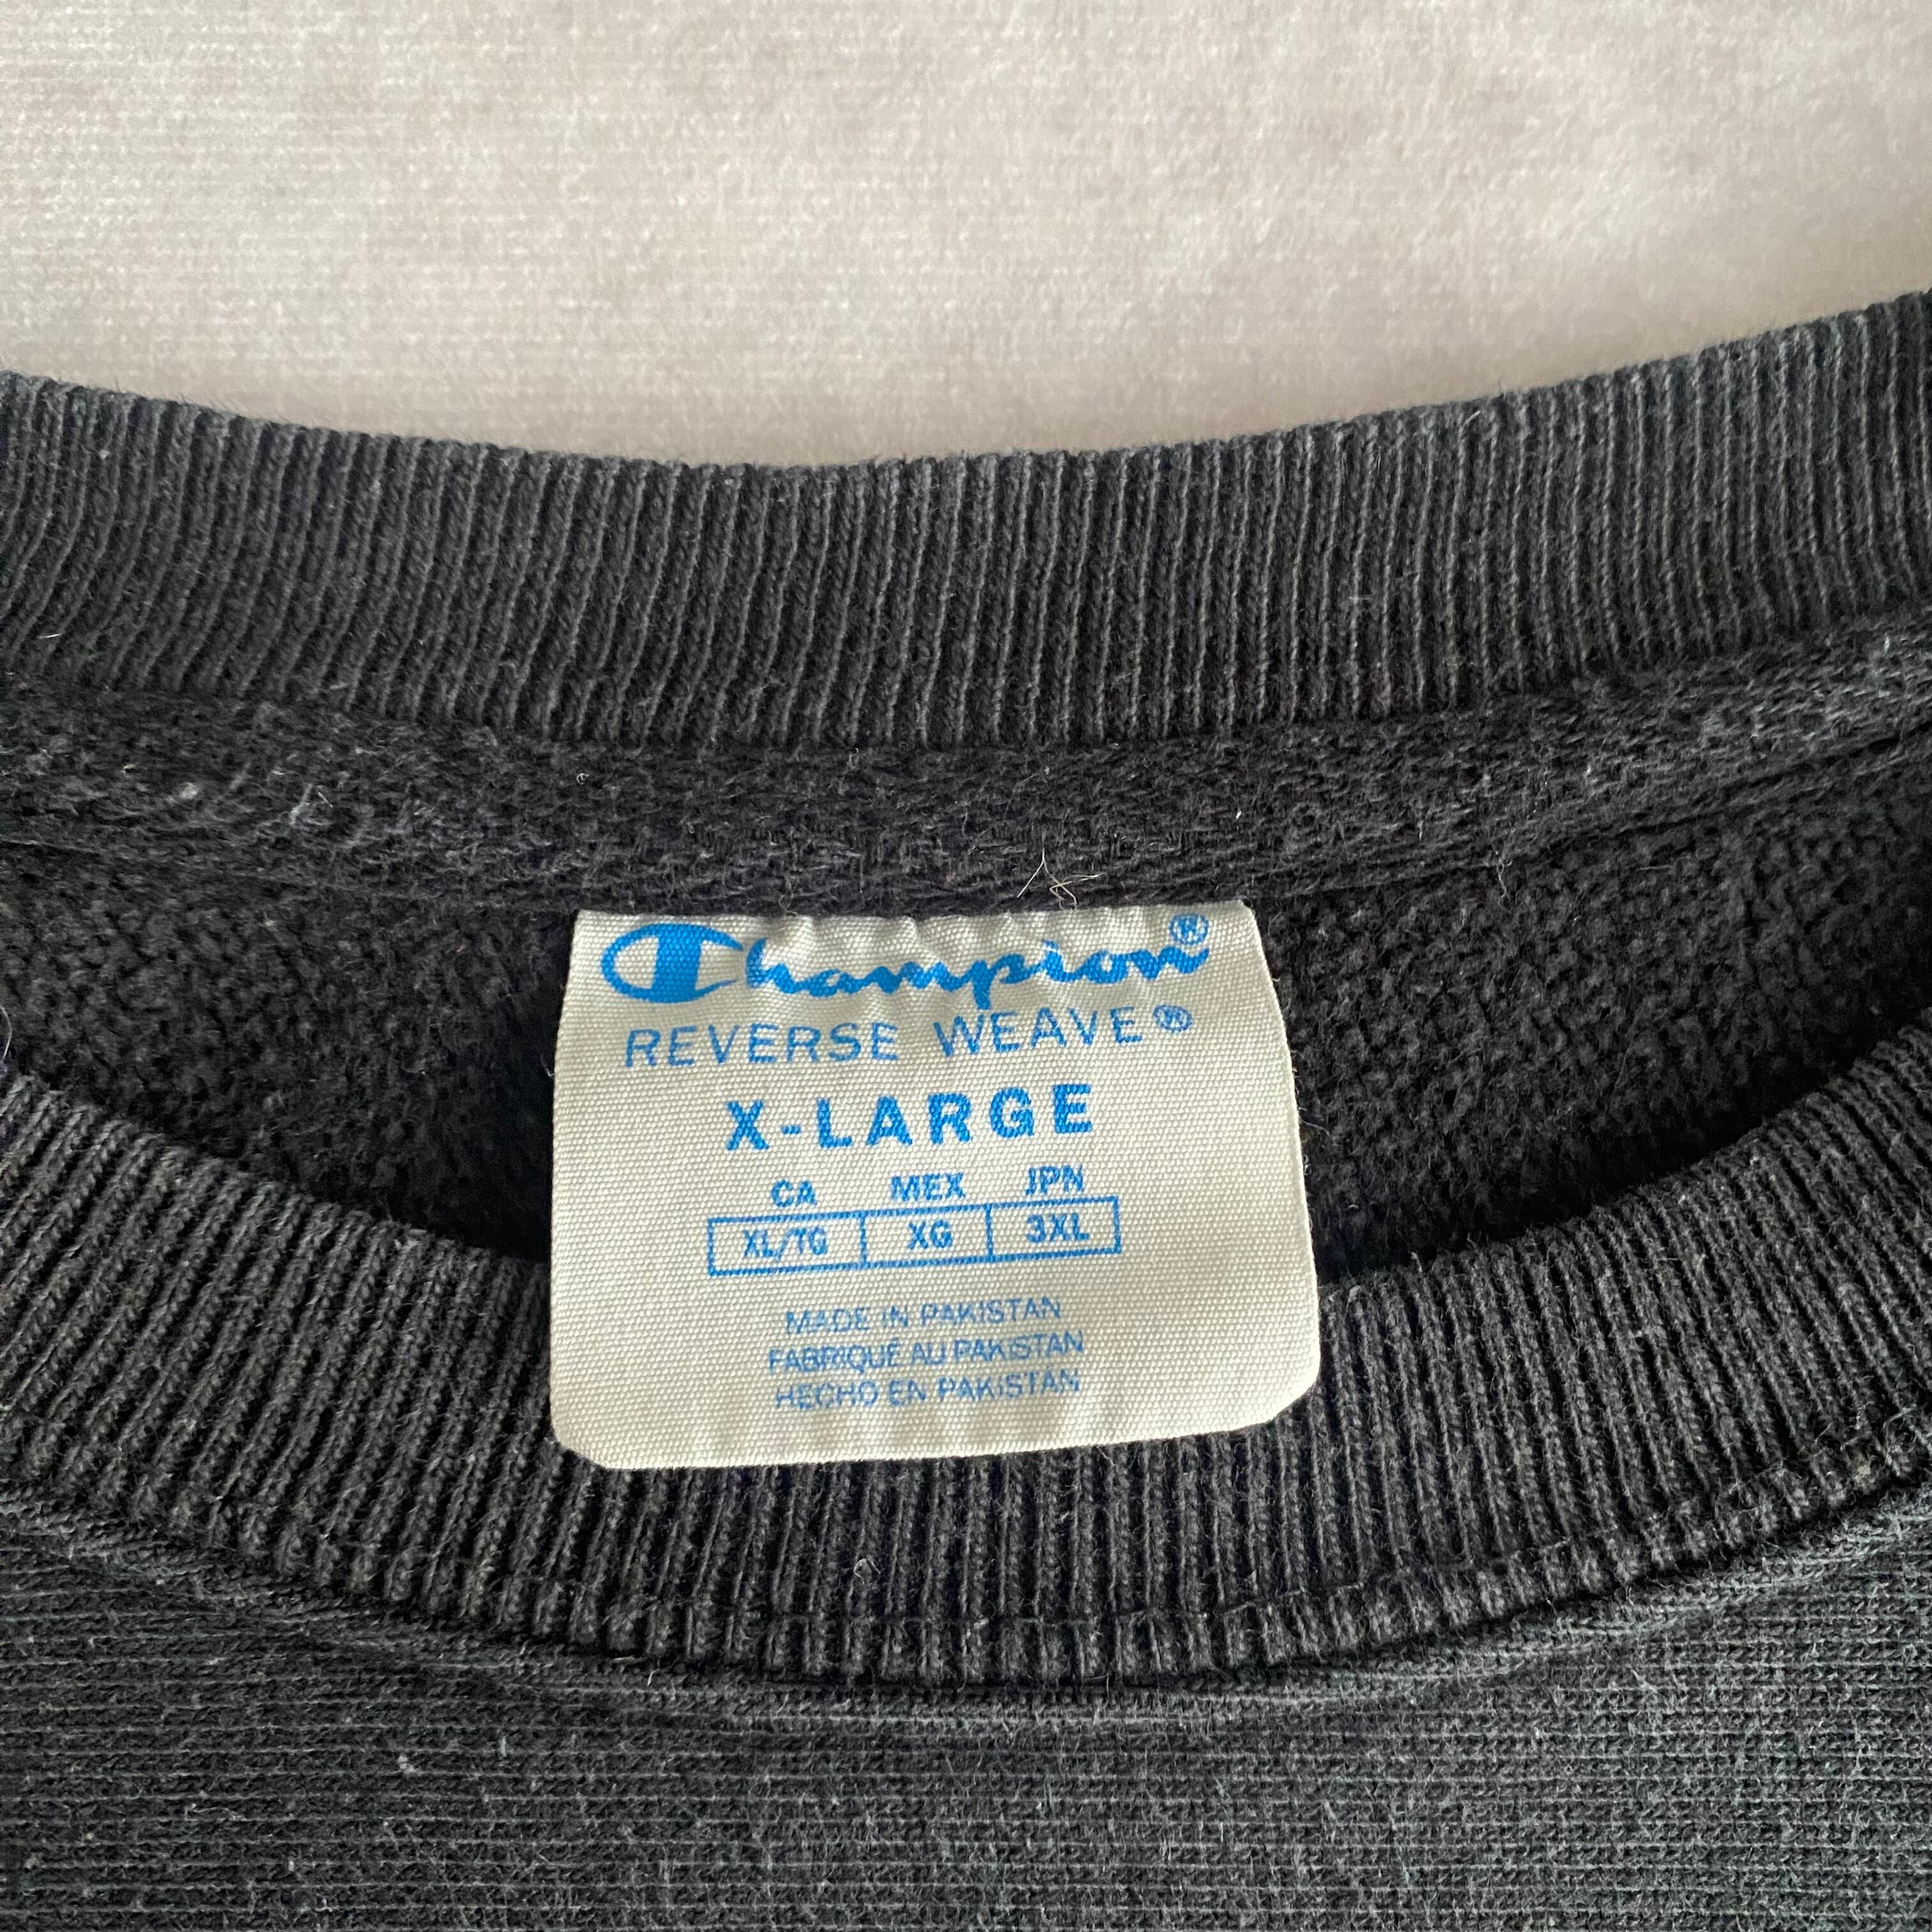 Champion®
REVERSE WEAVE®
X-LARGE
CA MEX JPN
XL/TG XG 3XL
MADE IN PAKISTAN
FABRIQUÉ AU PAKISTAN
HECHO EN PAKISTAN